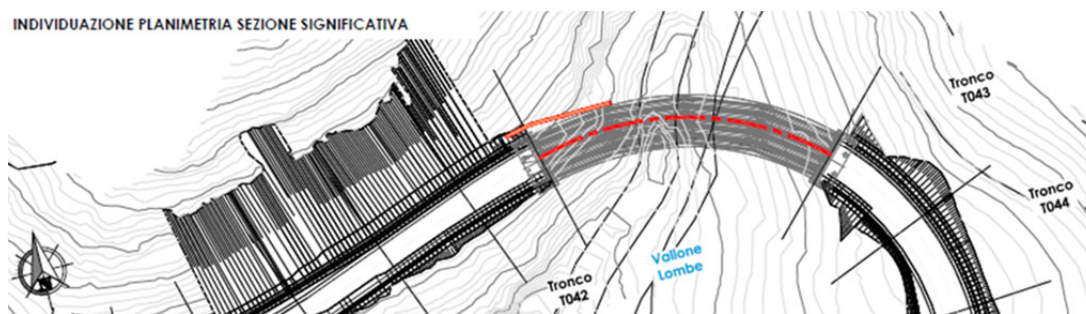 INDIVIDUAZIONE PLANIMETRIA SEZIONE SIGNIFICATIVA
Tronco
T043
Tronco
T044
Vallone
Lombe
Tronco
T042
N